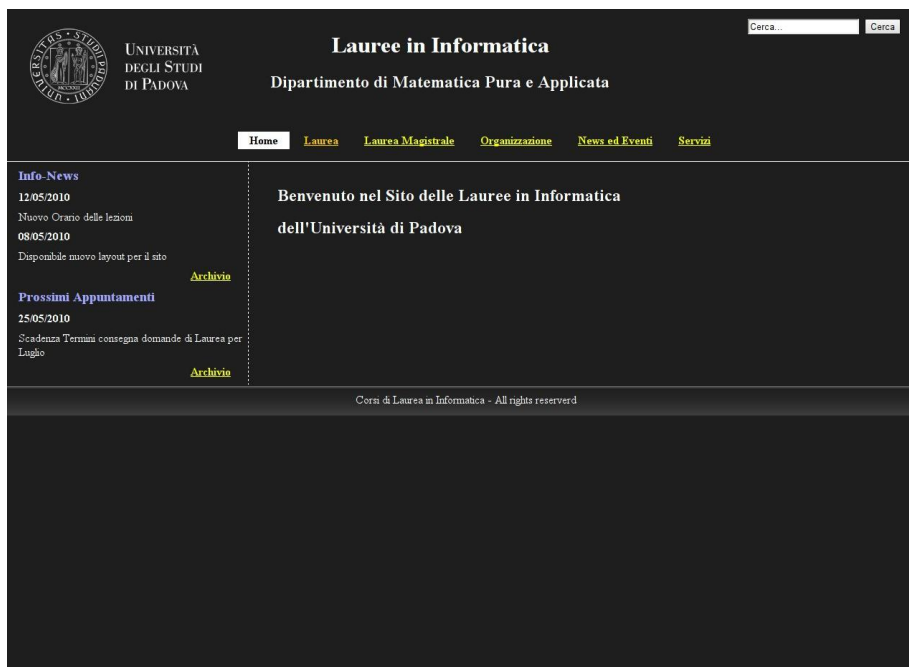 UNIVERSITAS STUDII PADUANI
MCCXXII
UNIVERSITÀ
DEGLI STUDI
DI PADOVA
Lauree in Informatica
Dipartimento di Matematica Pura e Applicata
Cerca... Cerca
Home Laurea Laurea Magistrale Organizzazione News ed Eventi Servizi
Info-News
12/05/2010
Nuovo Orario delle lezioni
08/05/2010
Disponibile nuovo layout per il sito
Archivio
Prossimi Appuntamenti
25/05/2010
Scadenza Termini consegna domande di Laurea per
Luglio
Archivio
Benvenuto nel Sito delle Lauree in Informatica
dell'Università di Padova
Corsi di Laurea in Informatica - All rights reserverd